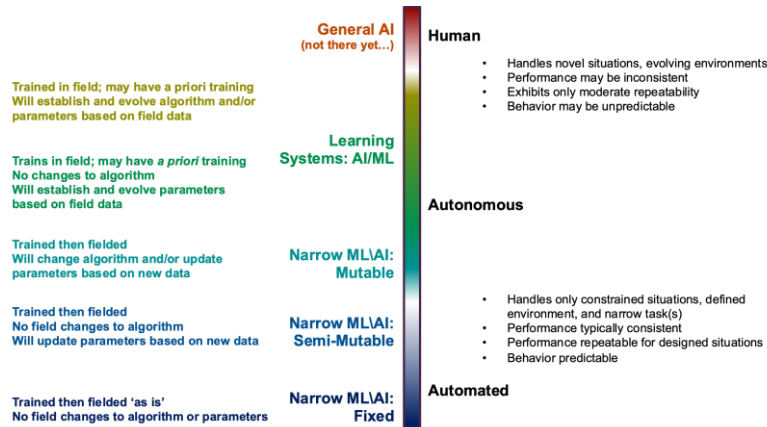 General AI
(not there yet…)
Human
• Handles novel situations, evolving environments
• Performance may be inconsistent
• Exhibits only moderate repeatability
• Behavior may be unpredictable
Trained in field; may have a priori training
Will establish and evolve algorithm and/or
parameters based on field data
Learning
Systems: AI/ML
Trains in field; may have a priori training
No changes to algorithm
Will establish and evolve parameters
based on field data
Autonomous
Trained then fielded
Will change algorithm and/or update
parameters based on new data
Narrow ML\AI:
Mutable
• Handles only constrained situations, defined
environment, and narrow task(s)
• Performance typically consistent
• Performance repeatable for designed situations
• Behavior predictable
Trained then fielded
No field changes to algorithm
Will update parameters based on new data
Narrow ML\AI:
Semi-Mutable
Automated
Trained then fielded ‘as is’
No field changes to algorithm or parameters
Narrow ML\AI:
Fixed